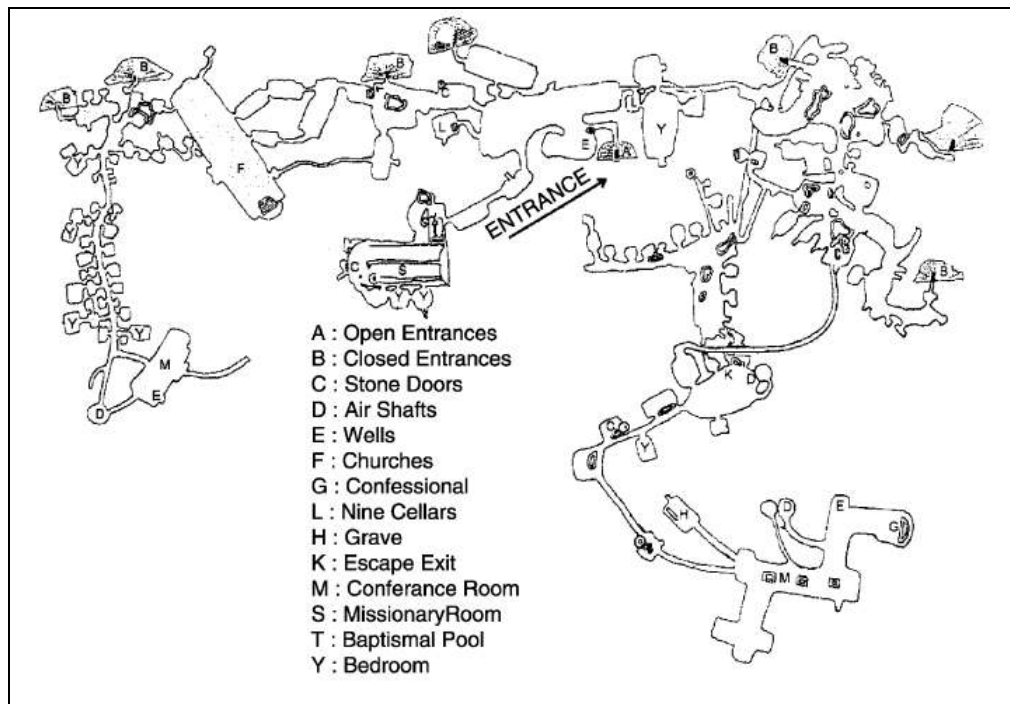 B
B
B
B
C
F
L
L
E
A
Y
Y
F
ENTRANCE
C
S
Y
Y
B
Y
Y
Y
M
E
D
K
D
Y
H
D
E
G
M
A : Open Entrances
B : Closed Entrances
C : Stone Doors
D : Air Shafts
E : Wells
F : Churches
G : Confessional
L : Nine Cellars
H : Grave
K : Escape Exit
M : Conferance Room
S : MissionaryRoom
T : Baptismal Pool
Y : Bedroom